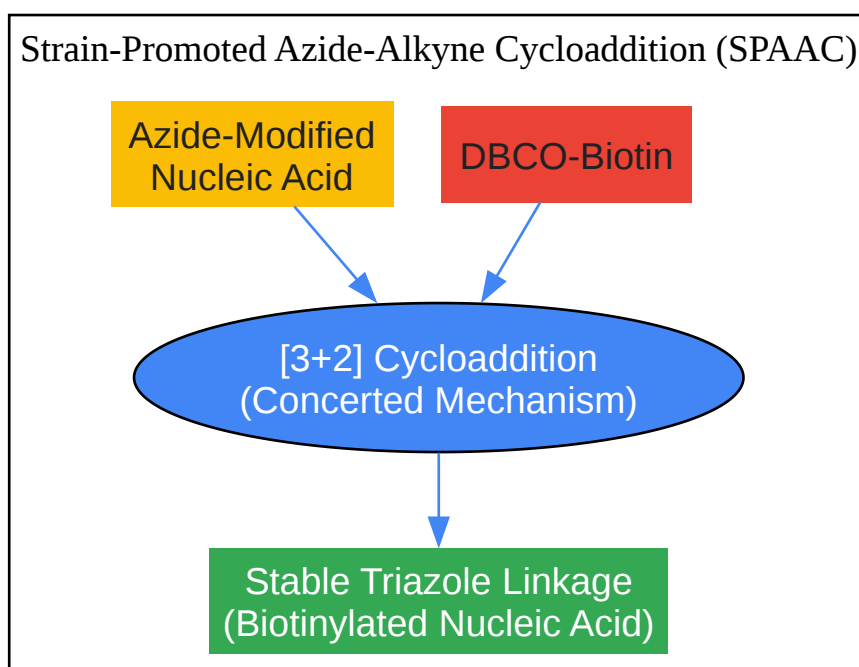 Strain-Promoted Azide-Alkyne Cycloaddition (SPAAC)
Azide-Modified
Nucleic Acid
DBCO-Biotin
[3+2] Cycloaddition
(Concerted Mechanism)
Stable Triazole Linkage
(Biotinylated Nucleic Acid)